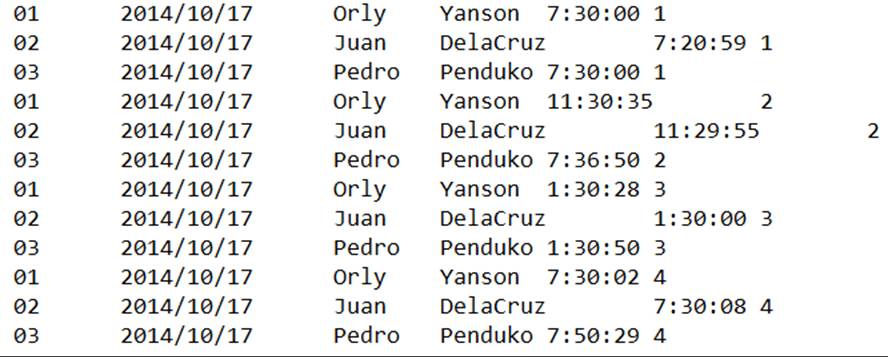 01 2014/10/17 Orly Yanson 7:30:00 1
02 2014/10/17 Juan DelaCruz 7:20:59 1
03 2014/10/17 Pedro Penduko 7:30:00 1
01 2014/10/17 Orly Yanson 11:30:35 2
02 2014/10/17 Juan DelaCruz 11:29:55 2
03 2014/10/17 Pedro Penduko 7:36:50 2
01 2014/10/17 Orly Yanson 1:30:28 3
02 2014/10/17 Juan DelaCruz 1:30:00 3
03 2014/10/17 Pedro Penduko 1:30:50 3
01 2014/10/17 Orly Yanson 7:30:02 4
02 2014/10/17 Juan DelaCruz 7:30:08 4
03 2014/10/17 Pedro Penduko 7:50:29 4